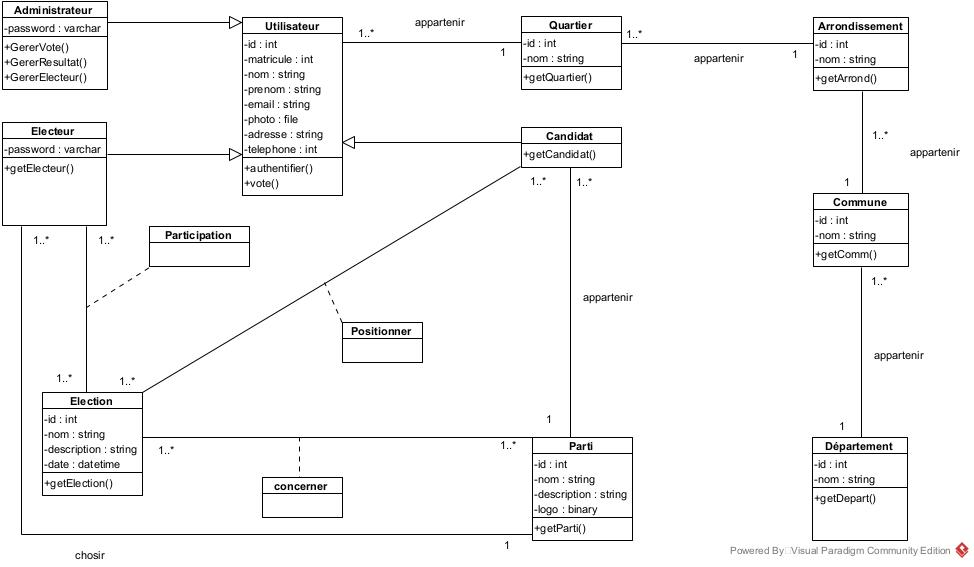 Administrateur
-password : varchar
+GererVote()
+GererResultat()
+GererElecteur()
Utilisateur
-id : int
-matricule : int
-nom : string
-prenom : string
-email : string
-photo : file
-adresse : string
-telephone : int
+authentifier()
+vote()
appartenir
1..*
1
Quartier
-id : int
-nom : string
+getQuartier()
1..*
appartenir
1
Arrondissement
-id : int
-nom : string
+getArrond()
1..*
appartenir
1
Electeur
-password : varchar
+getElecteur()
Candidat
+getCandidat()
1..*
1..*
Commune
-id : int
-nom : string
+getComm()
1..*
appartenir
1
1..*
1..*
Participation
appartenir
Positionner
1..*
1..*
Election
-id : int
-nom : string
-description : string
-date : datetime
+getElection()
1..*
concerner
1..*
1
Parti
-id : int
-nom : string
-description : string
-logo : binary
+getParti()
1
chosir
Département
-id : int
-nom : string
+getDepart()
Powered By Visual Paradigm Community Edition